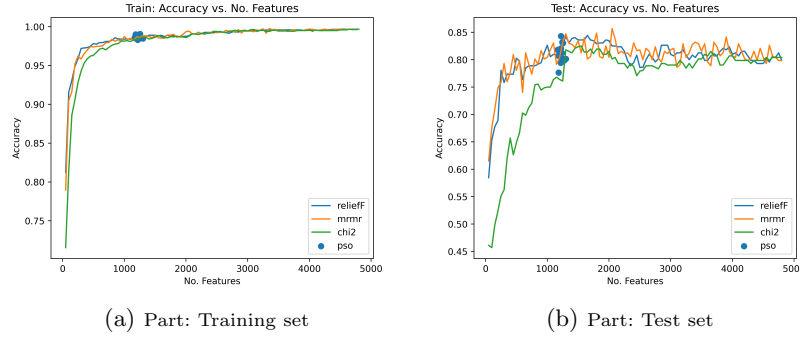 Train: Accuracy vs. No. Features
1.00
0.95
0.90
0.85
0.80
0.75
Accuracy
0
1000
2000
3000
4000
5000
No. Features
reliefF
mrmr
chi2
pso
(a) Part: Training set
Test: Accuracy vs. No. Features
0.85
0.80
0.75
0.70
0.65
0.60
0.55
0.50
0.45
Accuracy
0
1000
2000
3000
4000
5000
No. Features
reliefF
mrmr
chi2
pso
(b) Part: Test set